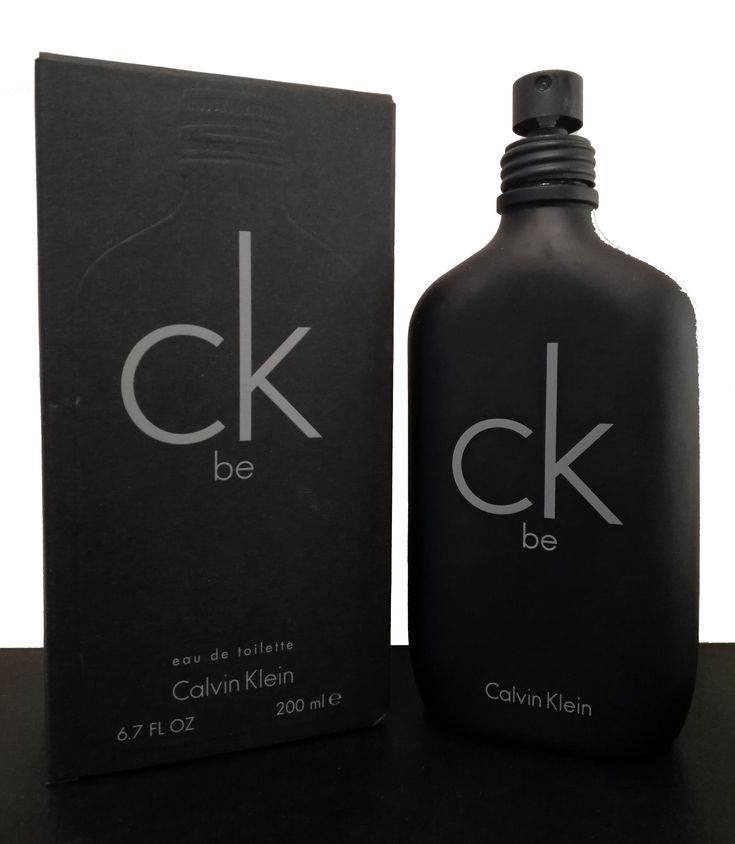 ck
be
eau de toilette
Calvin Klein
6.7 FL OZ
200 ml ℮
ck
be
Calvin Klein